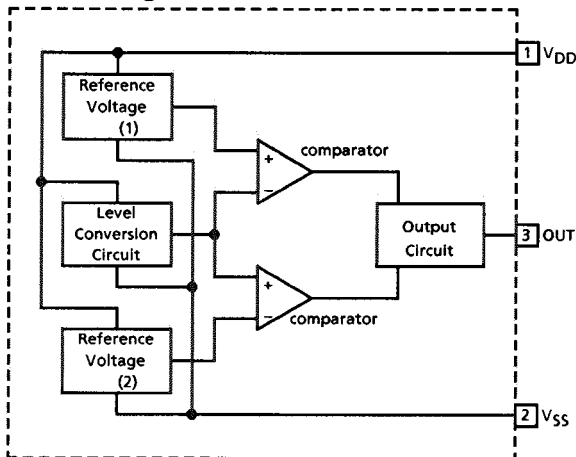 1 VDD
Reference
Voltage
(1)
comparator
+
−
Level
Conversion
Circuit
Output
Circuit
3 OUT
+
−
comparator
Reference
Voltage
(2)
2 VSS